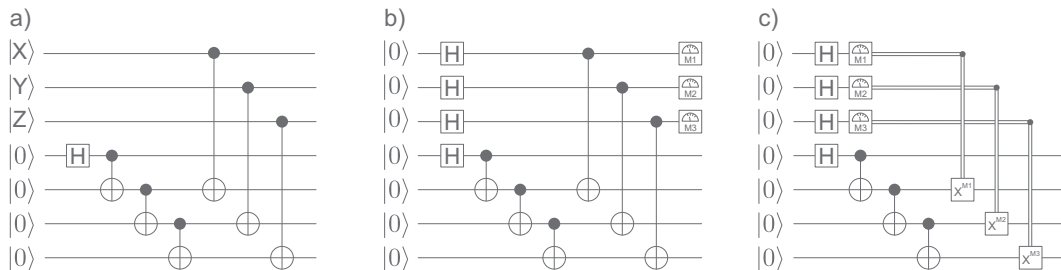 a) b) c)
|X⟩ |0⟩ H M1 |0⟩ H M1
|Y⟩ |0⟩ H M2 |0⟩ H M2
|Z⟩ |0⟩ H M3 |0⟩ H M3
|0⟩ H |0⟩ H |0⟩ H
|0⟩ |0⟩ |0⟩ X^M1
|0⟩ |0⟩ |0⟩ X^M2
|0⟩ |0⟩ |0⟩ X^M3